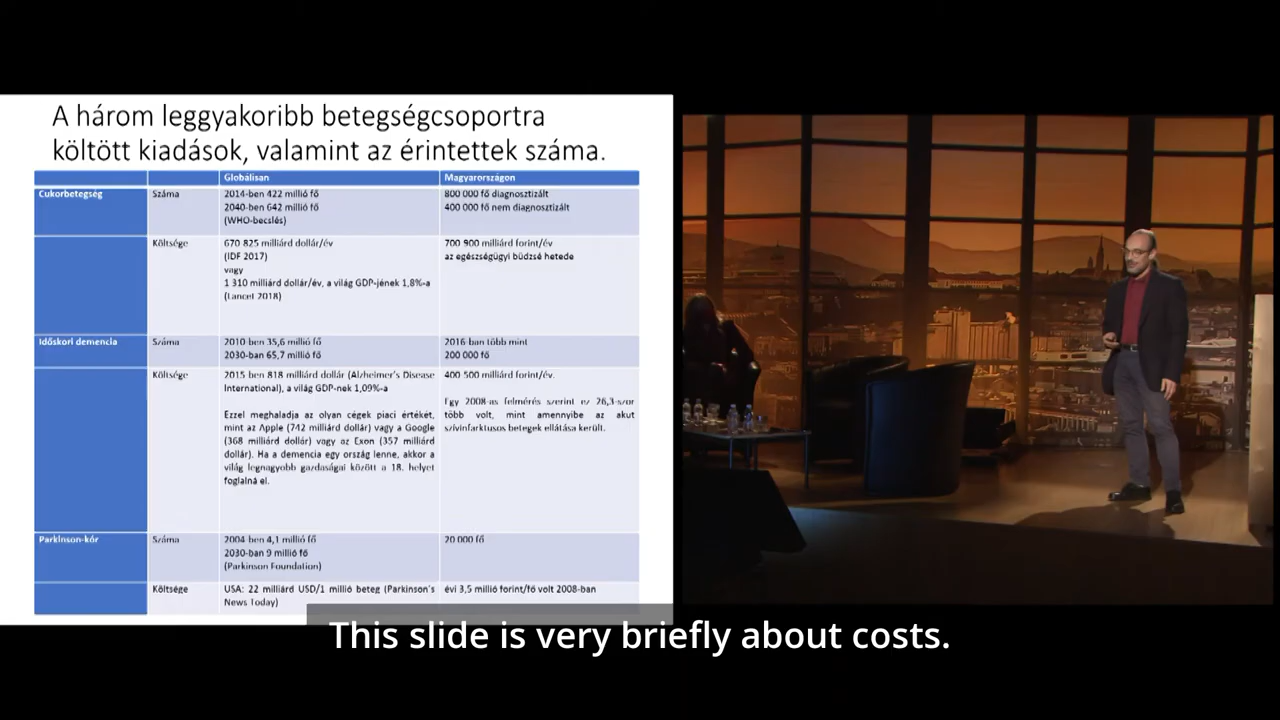 A három leggyakoribb betegségcsoportra
költött kiadások, valamint az érintettek száma.
Globálisan
Magyarországon
Cukorbetegség
Száma
2014-ben 422 millió fő
2040-ben 642 millió fő
(WHO-becslés)
800 000 fő diagnosztizált
400 000 fő nem diagnosztizált
Költsége
670 825 milliárd dollár/év
(IDF 2017)
vagy
1 310 milliárd dollár/év, a világ GDP-jének 1,8%-a
(Lancet 2018)
700 900 milliárd forint/év
az egészségügyi büdzsé hetede
Időskori demencia
Száma
2010 ben 35,6 millió fő
2030-ban 65,7 millió fő
2016 ban több mint
200 000 fő
Költsége
2015 ben 818 milliárd dollár (Alzheimer's Disease
International), a világ GDP-nek 1,09%-a
Ezzel meghaladja az olyan cégek piaci értékét,
mint az Apple (742 milliárd dollár) vagy a Google
(368 milliárd dollár) vagy az Exon (357 milliárd
dollár). Ha a demencia egy ország lenne, akkor a
világ legnagyobb gazdaságai között a 18. helyet
foglalná el.
400 500 milliárd forint/év.
Egy 2008-as felmérés szerint ez 26,3-szor
több volt, mint amennyibe az akut
szívinfarktusos betegek ellátása került.
Parkinson-kór
Száma
2004 ben 4,1 millió fő
2030-ban 9 millió fő
(Parkinson Foundation)
20 000 fő
Költsége
USA: 22 milliárd USD/1 millió beteg (Parkinson's
News Today)
évi 3,5 millió forint/fő volt 2008-ban
This slide is very briefly about costs.